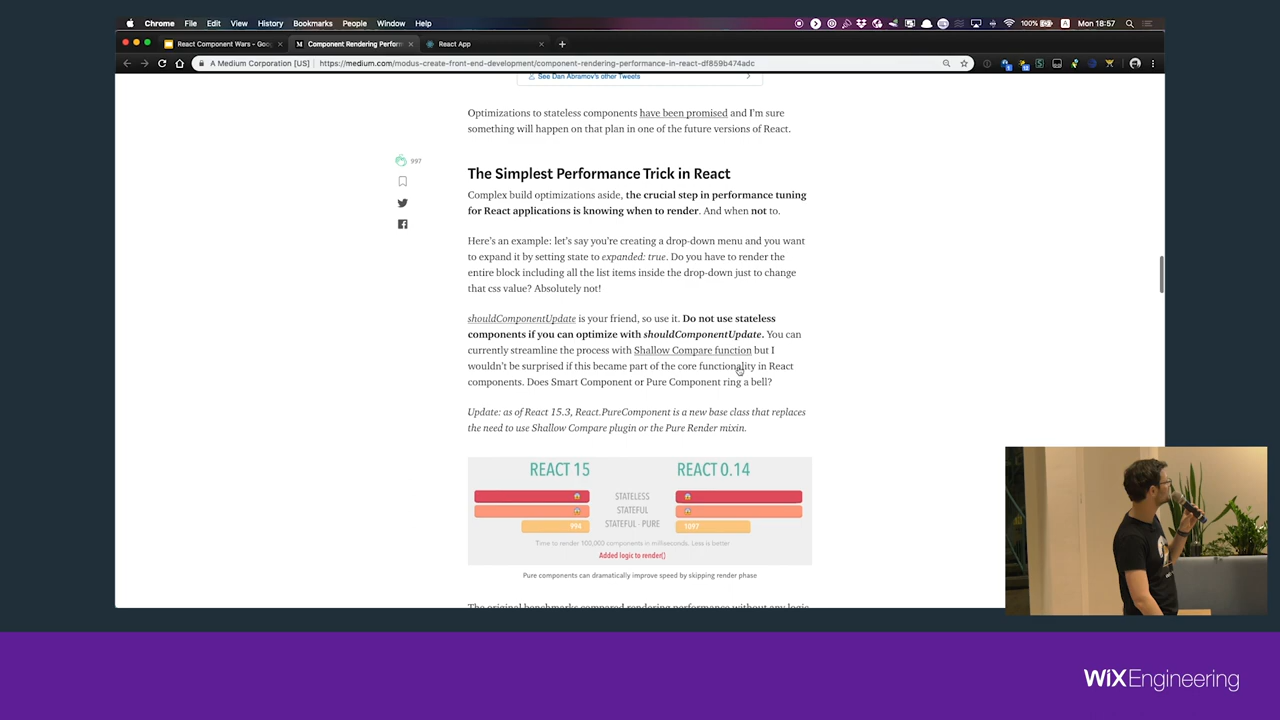 Chrome File Edit View History Bookmarks People Window Help
100% A Mon 18:57
React Component Wars - Goog
Component Rendering Perform
React App
A Medium Corporation [US] https://medium.com/modus-create-front-end-development/component-rendering-performance-in-react-df859b474adc
See Dan Abramov's other Tweets
Optimizations to stateless components have been promised and I'm sure
something will happen on that plan in one of the future versions of React.
997
The Simplest Performance Trick in React
Complex build optimizations aside, the crucial step in performance tuning
for React applications is knowing when to render. And when not to.
Here's an example: let's say you're creating a drop-down menu and you want
to expand it by setting state to expanded: true. Do you have to render the
entire block including all the list items inside the drop-down just to change
that css value? Absolutely not!
shouldComponentUpdate is your friend, so use it. Do not use stateless
components if you can optimize with shouldComponentUpdate. You can
currently streamline the process with Shallow Compare function but I
wouldn't be surprised if this became part of the core functionality in React
components. Does Smart Component or Pure Component ring a bell?
Update: as of React 15.3, React.PureComponent is a new base class that replaces
the need to use Shallow Compare plugin or the Pure Render mixin.
REACT 15 REACT 0.14
STATELESS
STATEFUL
994 STATEFUL - PURE 1097
Time to render 100,000 components in milliseconds. Less is better
Added logic to render()
Pure components can dramatically improve speed by skipping render phase
The original benchmarks compared rendering performance without any logic
WiXEngineering